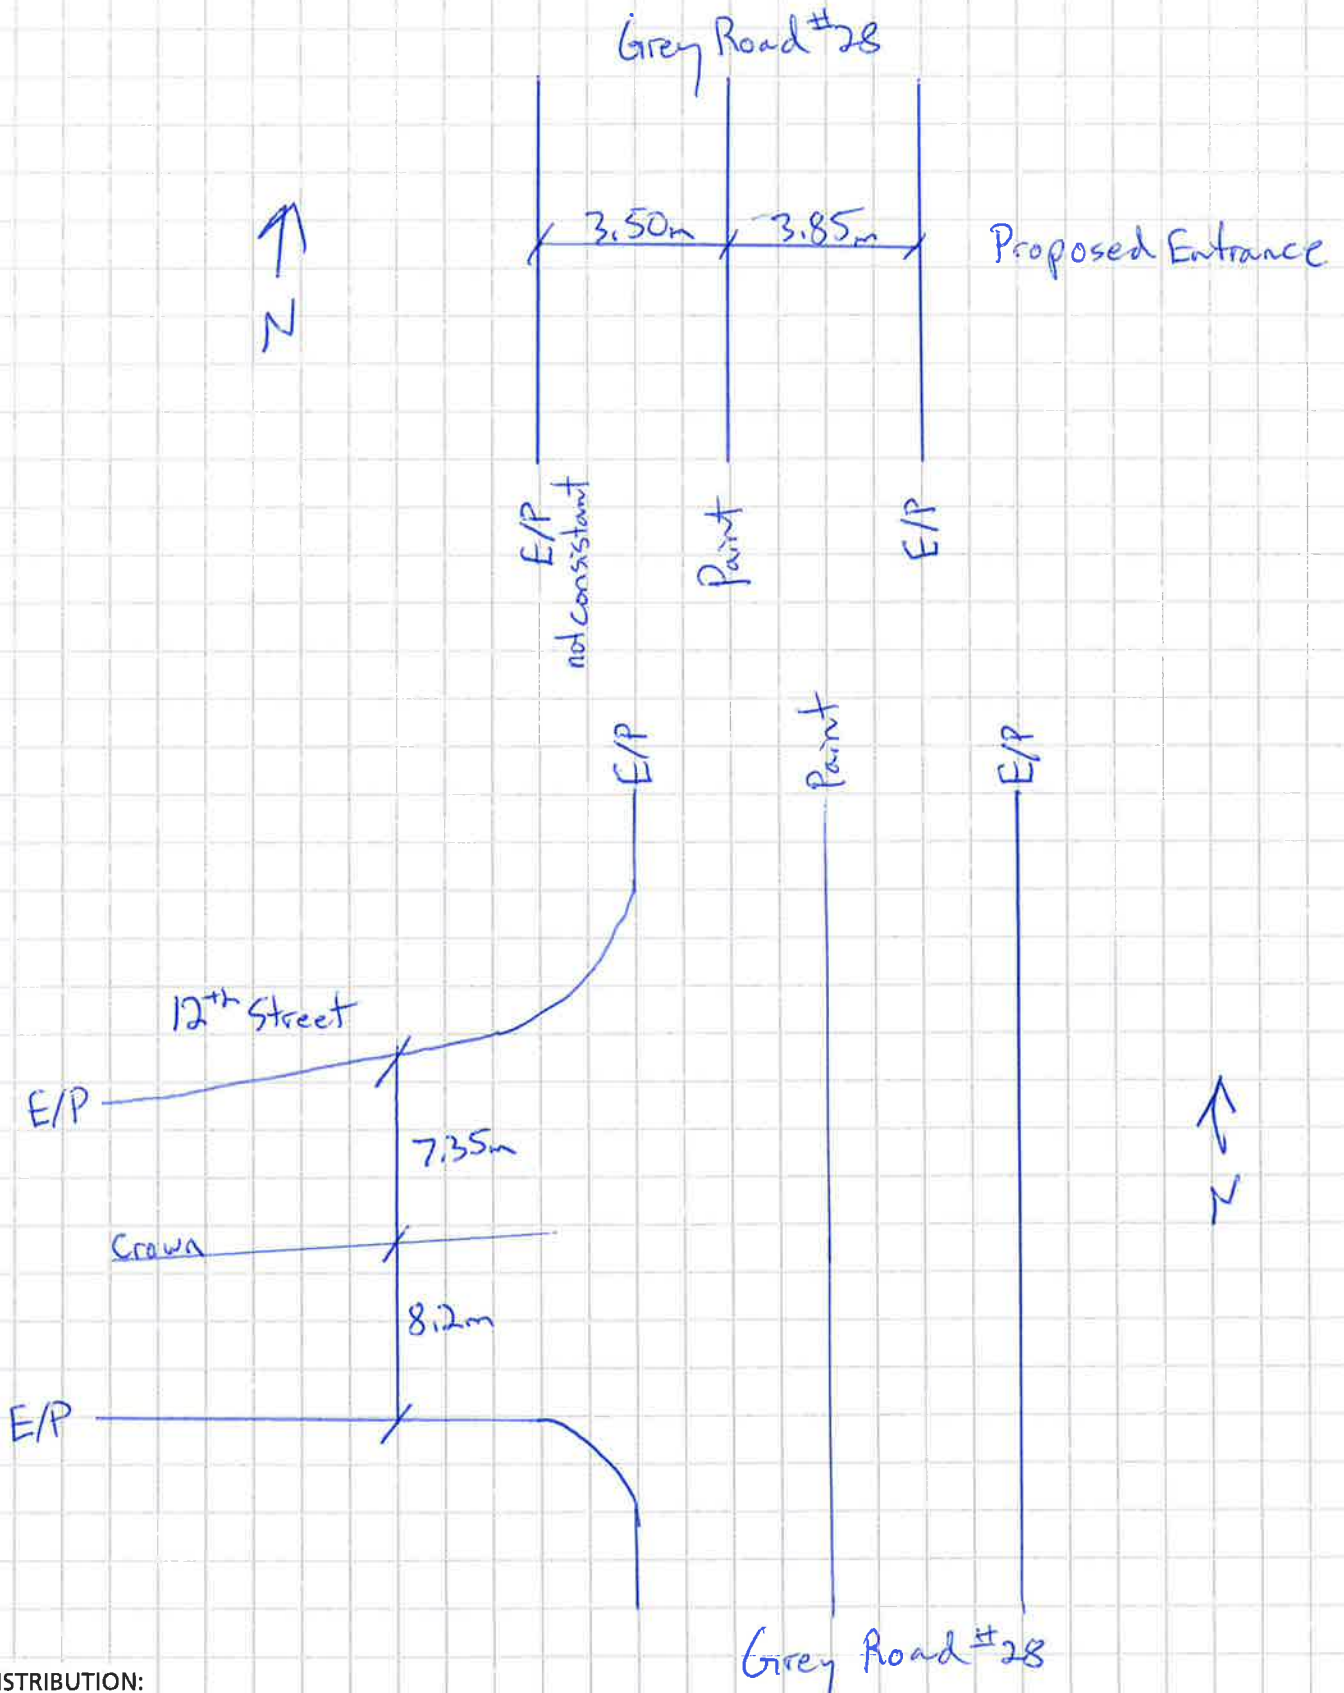 Grey Road #28
3.50m
3.85m
Proposed Entrance
N
E/P
not consistant
Paint
E/P
E/P
Paint
E/P
12th Street
E/P
7.35m
N
Crown
8.2m
E/P
Grey Road #28
ISTRIBUTION: